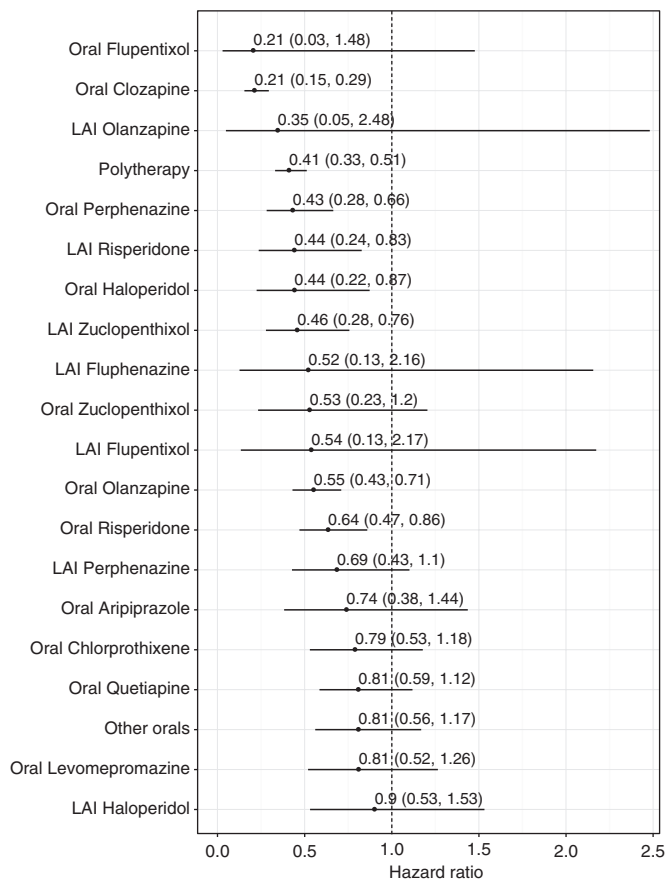 Oral Flupentixol 0.21 (0.03, 1.48)
Oral Clozapine 0.21 (0.15, 0.29)
LAI Olanzapine 0.35 (0.05, 2.48)
Polytherapy 0.41 (0.33, 0.51)
Oral Perphenazine 0.43 (0.28, 0.66)
LAI Risperidone 0.44 (0.24, 0.83)
Oral Haloperidol 0.44 (0.22, 0.87)
LAI Zuclopenthixol 0.46 (0.28, 0.76)
LAI Fluphenazine 0.52 (0.13, 2.16)
Oral Zuclopenthixol 0.53 (0.23, 1.2)
LAI Flupentixol 0.54 (0.13, 2.17)
Oral Olanzapine 0.55 (0.43, 0.71)
Oral Risperidone 0.64 (0.47, 0.86)
LAI Perphenazine 0.69 (0.43, 1.1)
Oral Aripiprazole 0.74 (0.38, 1.44)
Oral Chlorprothixene 0.79 (0.53, 1.18)
Oral Quetiapine 0.81 (0.59, 1.12)
Other orals 0.81 (0.56, 1.17)
Oral Levomepromazine 0.81 (0.52, 1.26)
LAI Haloperidol 0.9 (0.53, 1.53)
0.0 0.5 1.0 1.5 2.0 2.5
Hazard ratio